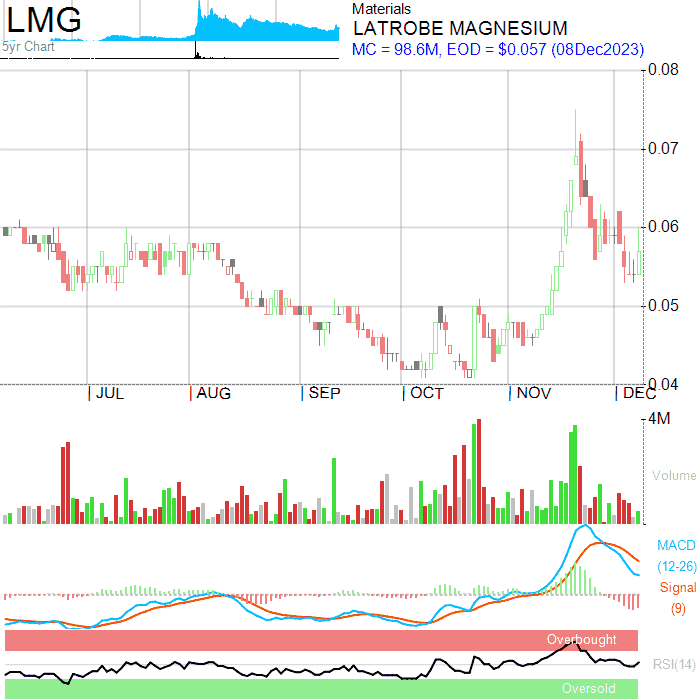 LMG
5yr Chart
Materials
LATROBE MAGNESIUM
MC = 98.6M, EOD = $0.057 (08Dec2023)
0.08
0.07
0.06
0.05
0.04
JUL AUG SEP OCT NOV DEC
4M
Volume
MACD
(12-26)
Signal
(9)
Overbought
RSI(14)
Oversold